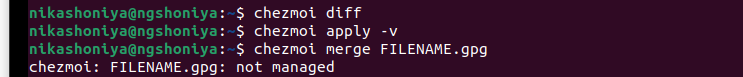 nikashoniya@ngshoniya:~$ chezmoi diff
nikashoniya@ngshoniya:~$ chezmoi apply -v
nikashoniya@ngshoniya:~$ chezmoi merge FILENAME.gpg
chezmoi: FILENAME.gpg: not managed